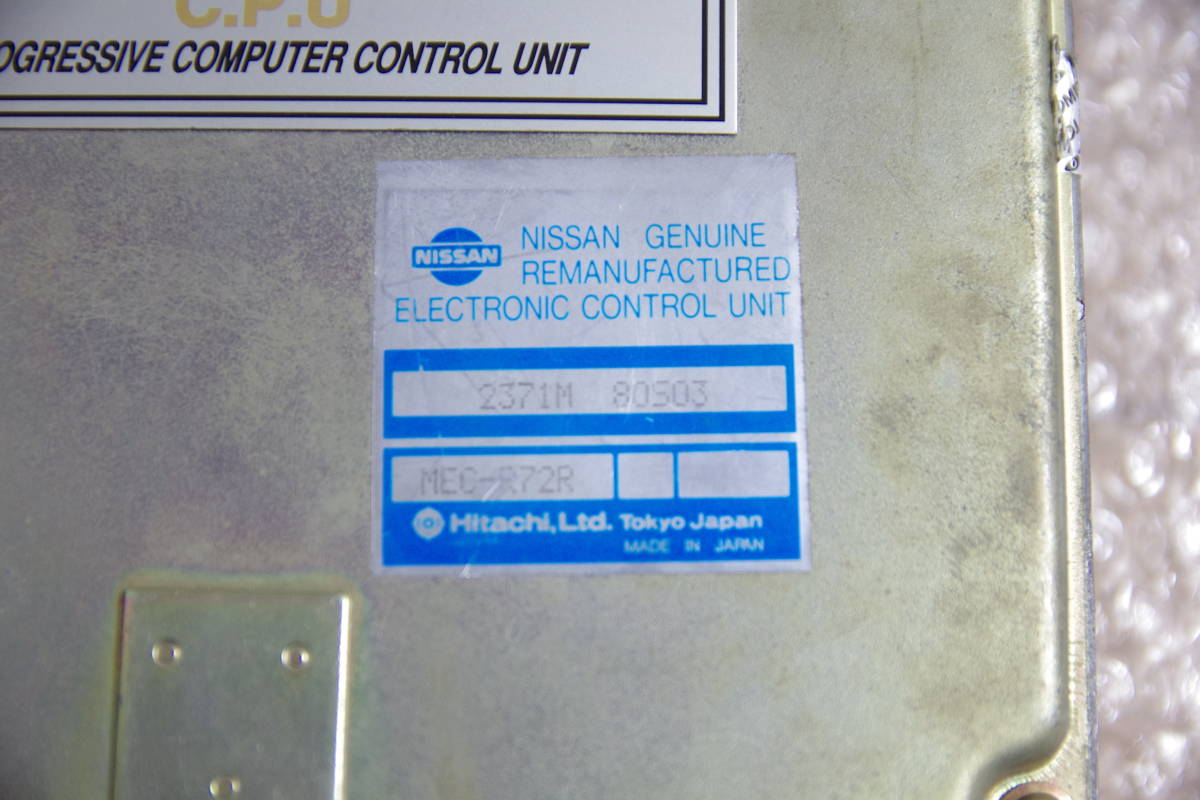 C.P.U
OGRESSIVE COMPUTER CONTROL UNIT
NISSAN
NISSAN GENUINE
REMANUFACTURED
ELECTRONIC CONTROL UNIT
2371M 80S03
MEC-R72R
Hitachi, Ltd. Tokyo Japan
MADE IN JAPAN